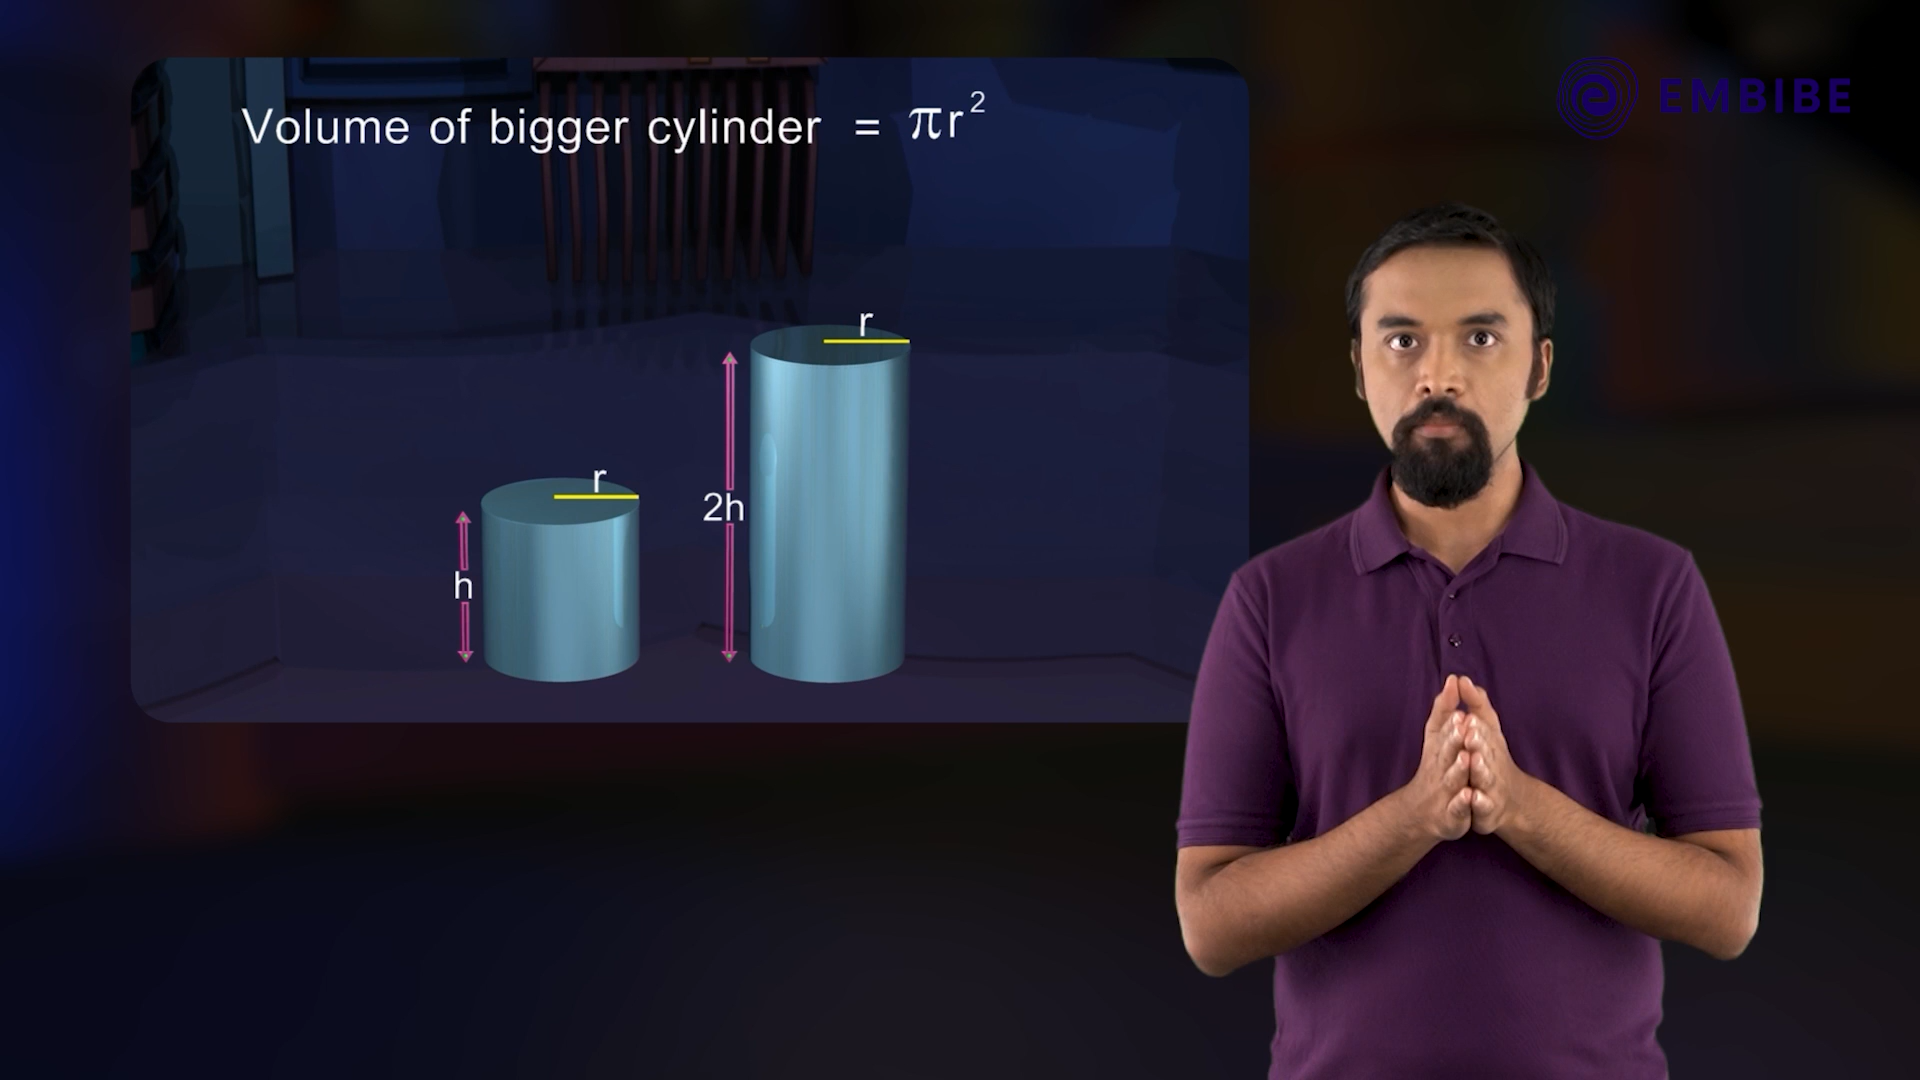 EMBIBE
Volume of bigger cylinder = πr²
r
r
2h
h